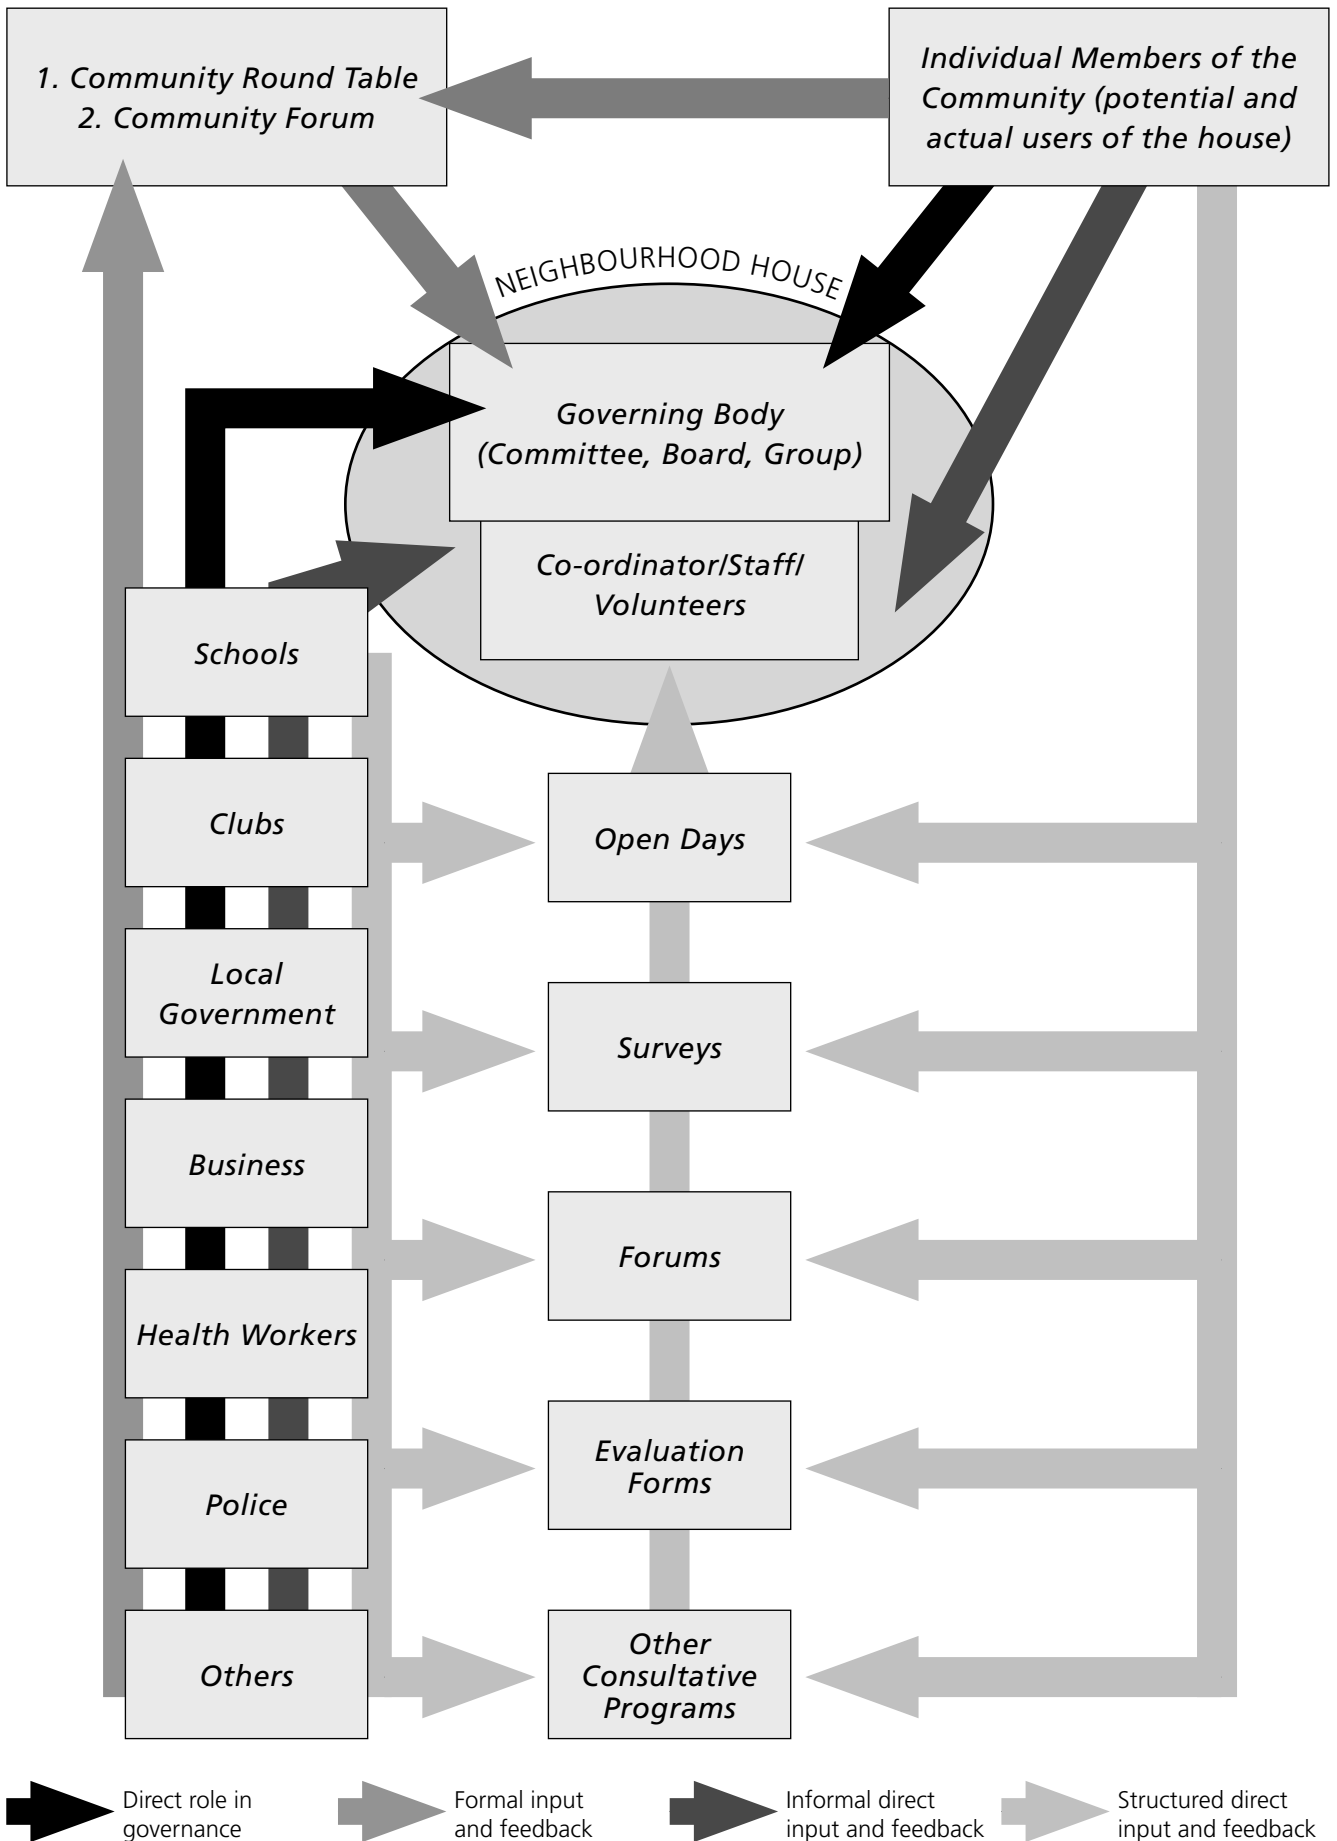 1. Community Round Table
2. Community Forum
Individual Members of the
Community (potential and
actual users of the house)
NEIGHBOURHOOD HOUSE
Governing Body
(Committee, Board, Group)
Co-ordinator/Staff/
Volunteers
Schools
Clubs
Open Days
Local
Government
Surveys
Business
Forums
Health Workers
Evaluation
Forms
Police
Other
Consultative
Programs
Others
Direct role in
governance
Formal input
and feedback
Informal direct
input and feedback
Structured direct
input and feedback